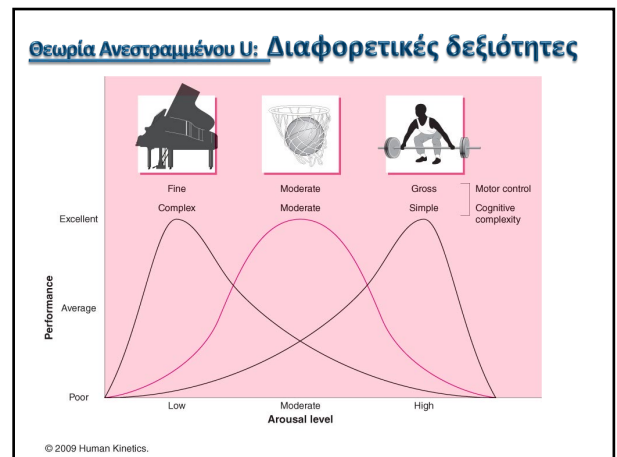 Θεωρία Ανεστραμμένου U: Διαφορετικές δεξιότητες
Fine Moderate Gross Motor control
Complex Moderate Simple Cognitive
complexity
Excellent
Average
Poor
Performance
Low Moderate High
Arousal level
© 2009 Human Kinetics.